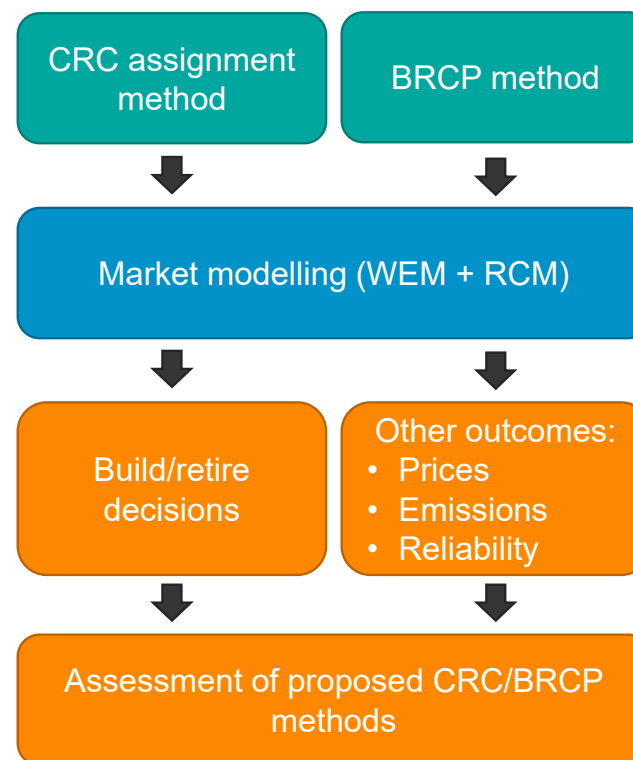 CRC assignment
method
BRCP method
Market modelling (WEM + RCM)
Build/retire
decisions
Other outcomes:
• Prices
• Emissions
• Reliability
Assessment of proposed CRC/BRCP
methods